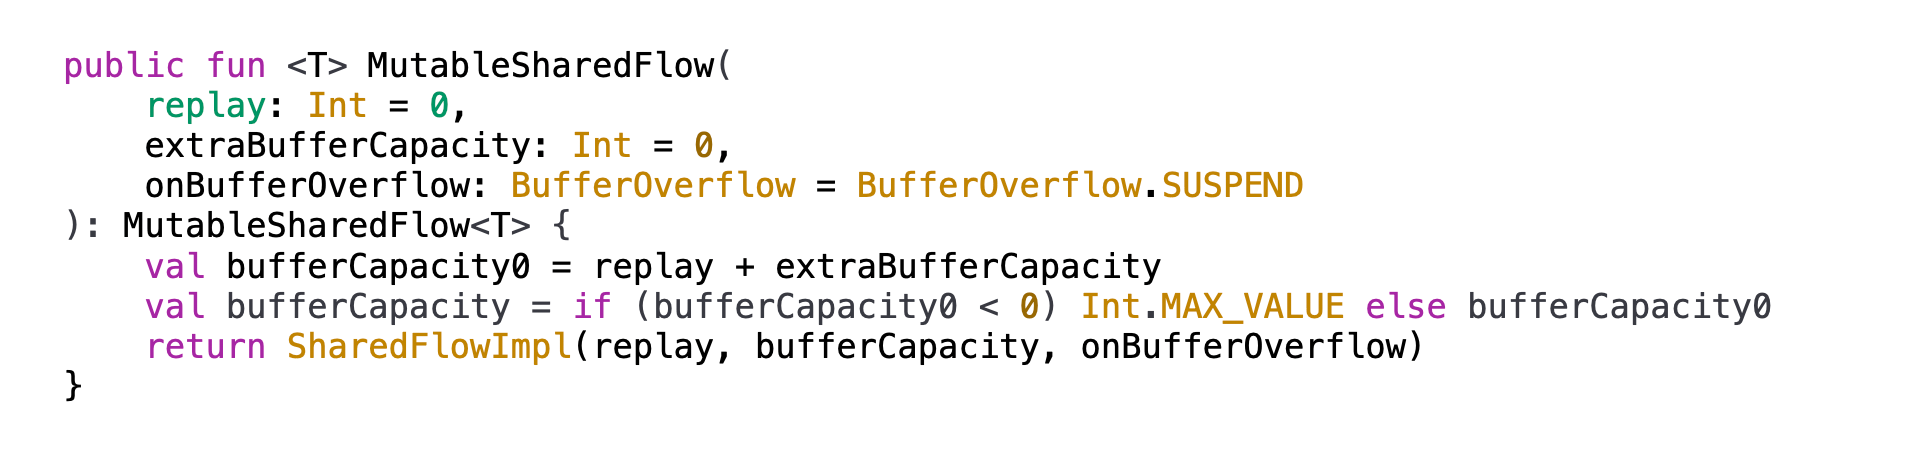 public fun <T> MutableSharedFlow(
    replay: Int = 0,
    extraBufferCapacity: Int = 0,
    onBufferOverflow: BufferOverflow = BufferOverflow.SUSPEND
): MutableSharedFlow<T> {
    val bufferCapacity0 = replay + extraBufferCapacity
    val bufferCapacity = if (bufferCapacity0 < 0) Int.MAX_VALUE else bufferCapacity0
    return SharedFlowImpl(replay, bufferCapacity, onBufferOverflow)
}